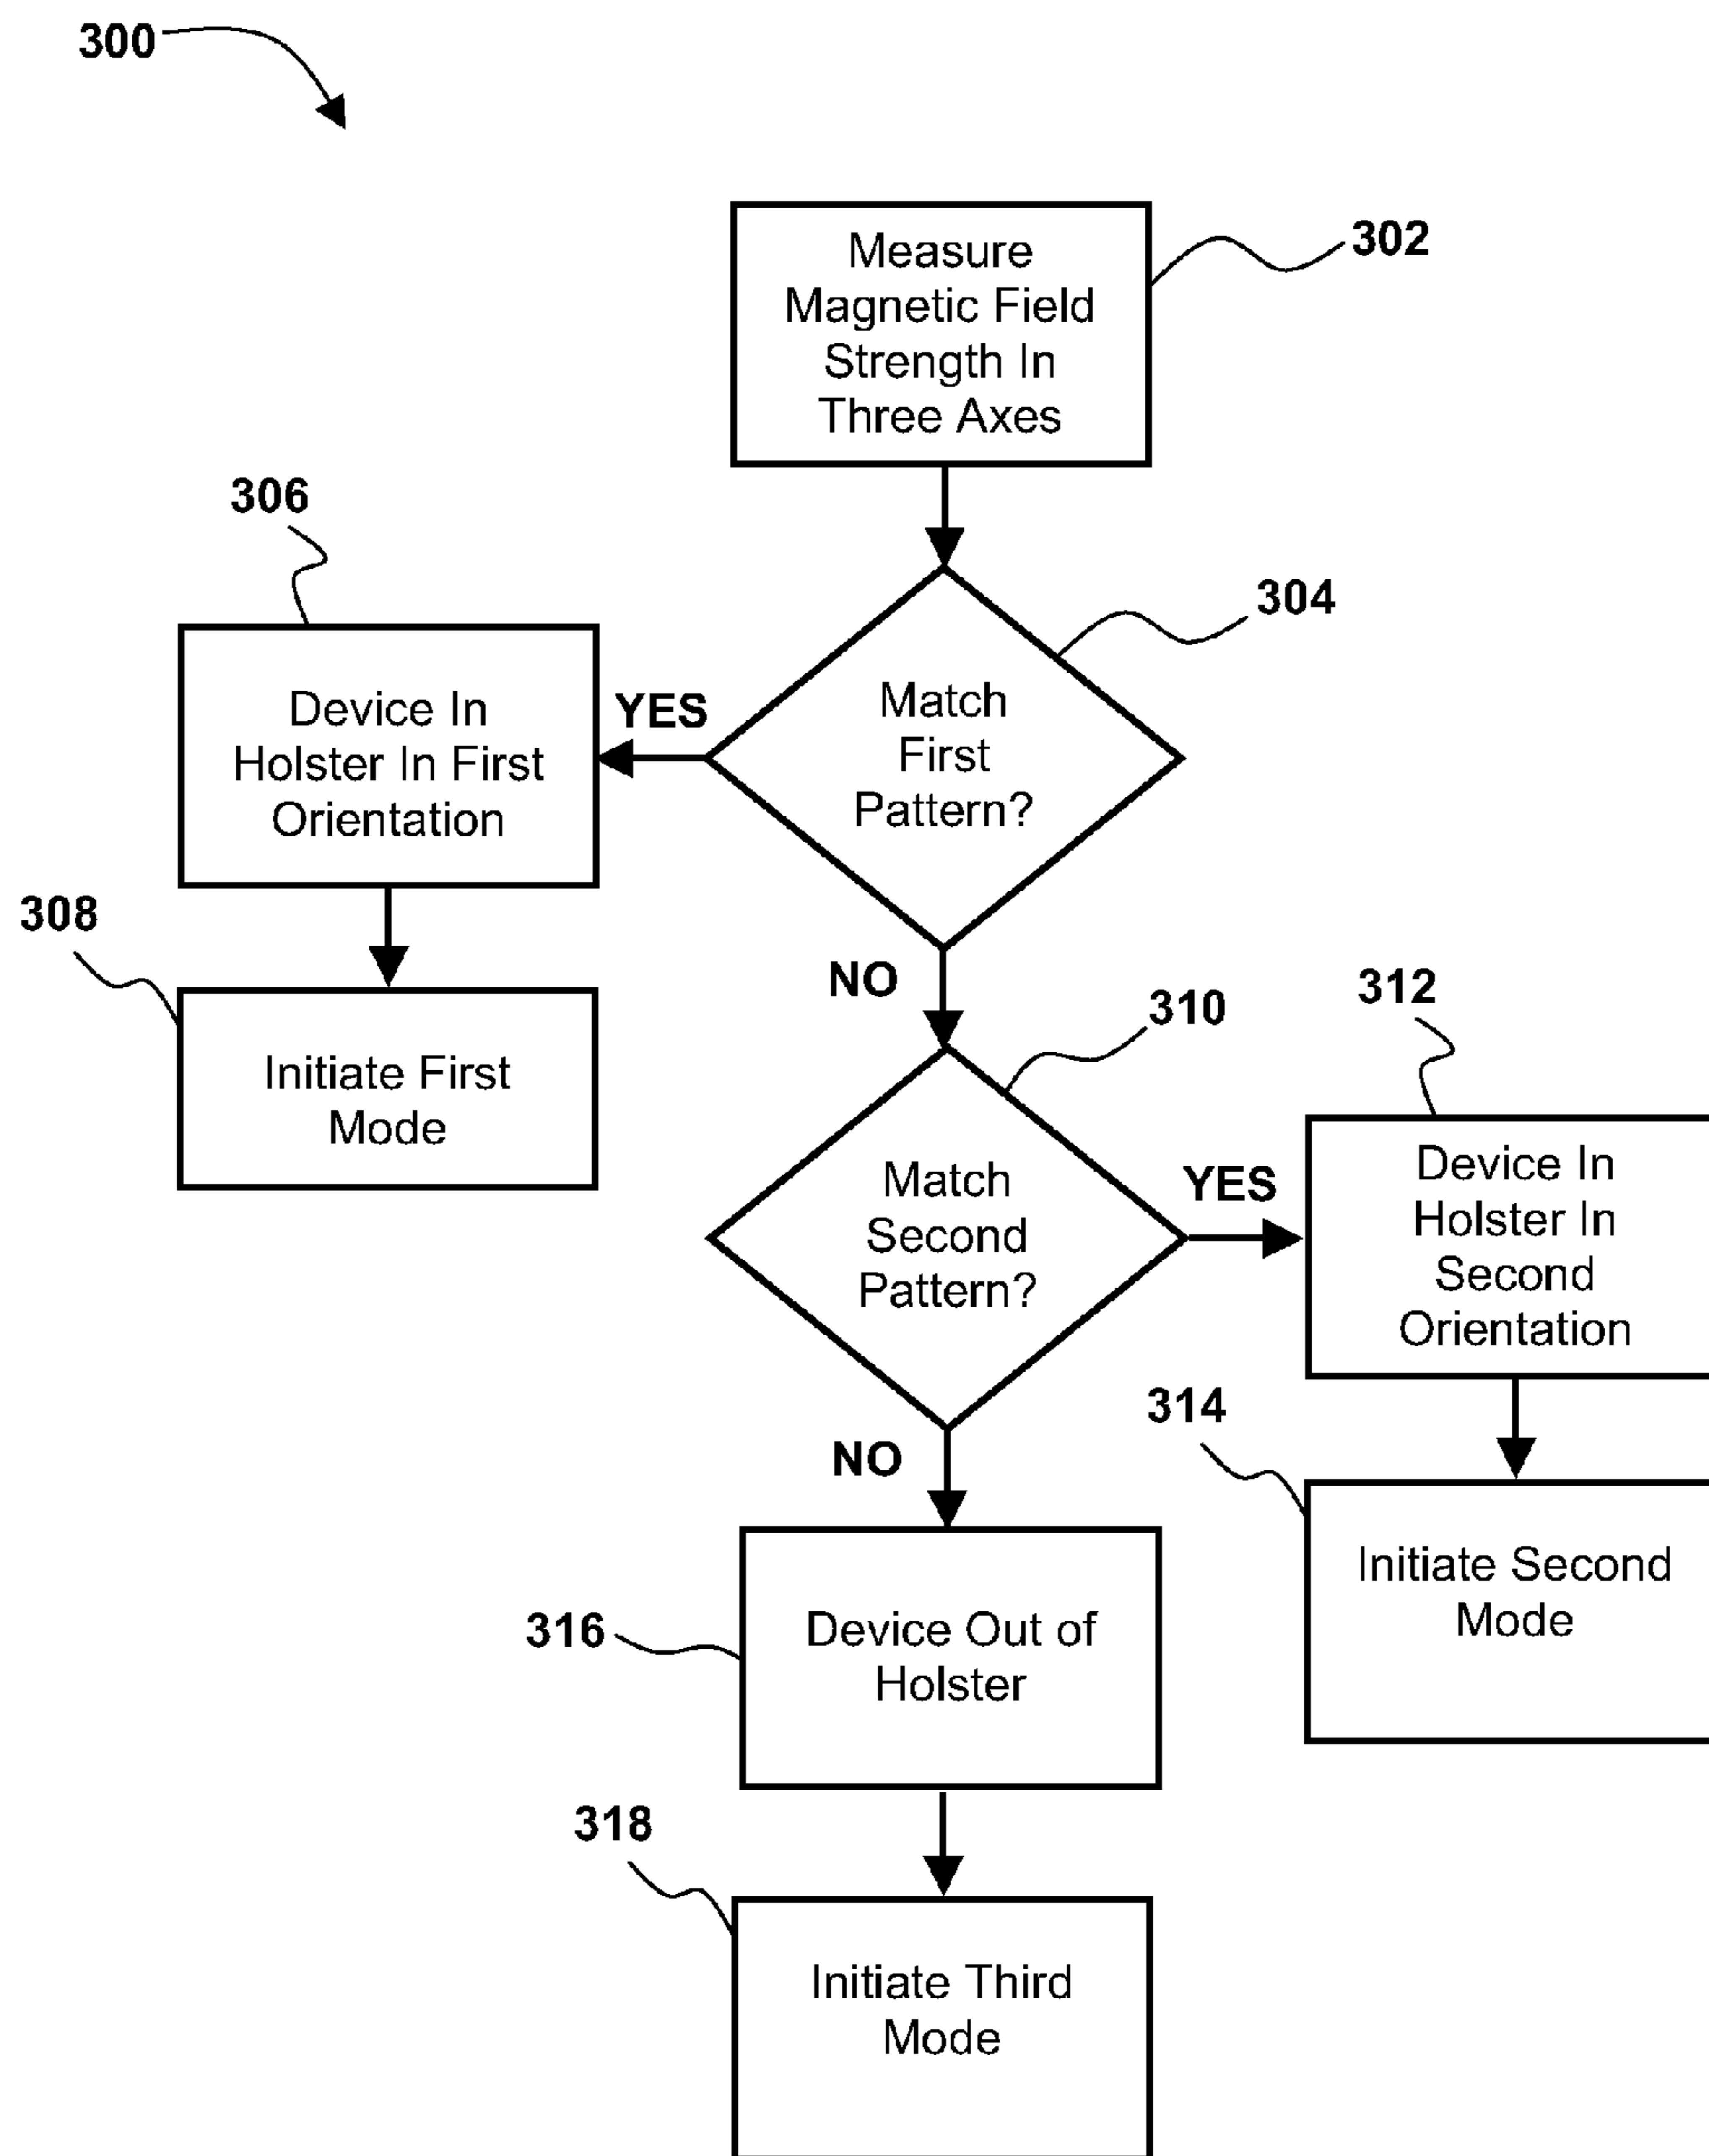 300
302
Measure
Magnetic Field
Strength In
Three Axes
304
Match
First
Pattern?
YES
306
Device In
Holster In First
Orientation
308
Initiate First
Mode
NO
310
Match
Second
Pattern?
YES
312
Device In
Holster In
Second
Orientation
314
Initiate Second
Mode
NO
316
Device Out of
Holster
318
Initiate Third
Mode